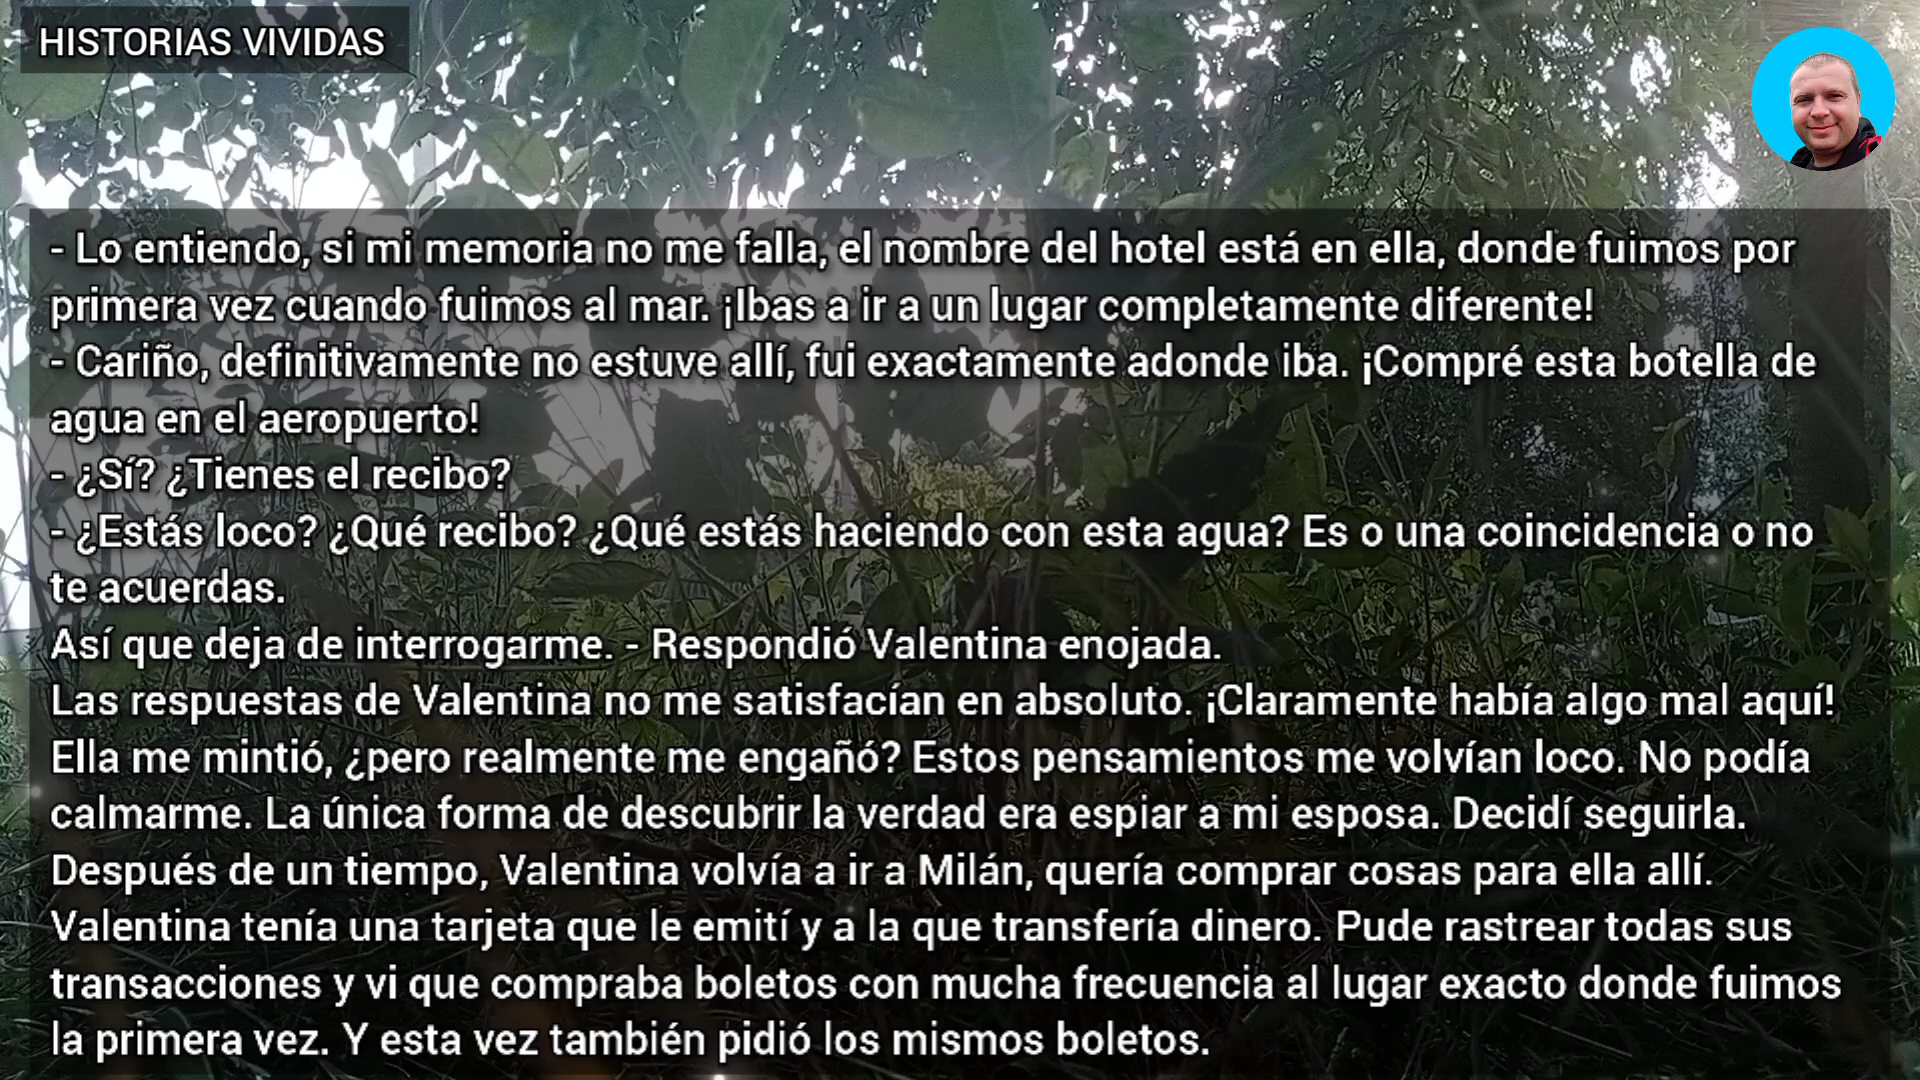 HISTORIAS VIVIDAS
- Lo entiendo, si mi memoria no me falla, el nombre del hotel está en ella, donde fuimos por
primera vez cuando fuimos al mar. ¡Ibas a ir a un lugar completamente diferente!
- Cariño, definitivamente no estuve allí, fui exactamente adonde iba. ¡Compré esta botella de
agua en el aeropuerto!
- ¿Sí? ¿Tienes el recibo?
- ¿Estás loco? ¿Qué recibo? ¿Qué estás haciendo con esta agua? Es o una coincidencia o no
te acuerdas.
Así que deja de interrogarme. - Respondió Valentina enojada.
Las respuestas de Valentina no me satisfacían en absoluto. ¡Claramente había algo mal aquí!
Ella me mintió, ¿pero realmente me engañó? Estos pensamientos me volvían loco. No podía
calmarme. La única forma de descubrir la verdad era espiar a mi esposa. Decidí seguirla.
Después de un tiempo, Valentina volvía a ir a Milán, quería comprar cosas para ella allí.
Valentina tenía una tarjeta que le emití y a la que transfería dinero. Pude rastrear todas sus
transacciones y vi que compraba boletos con mucha frecuencia al lugar exacto donde fuimos
la primera vez. Y esta vez también pidió los mismos boletos.